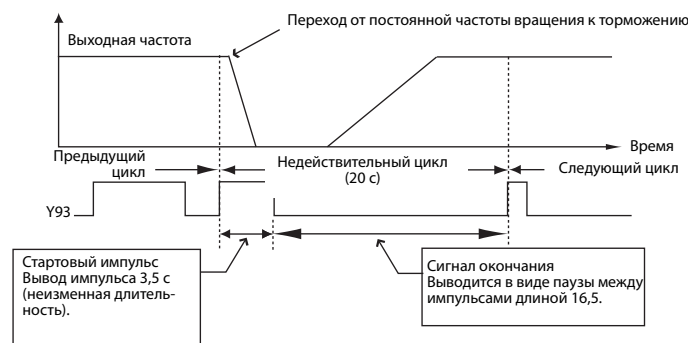 Переход от постоянной частоты вращения к торможению
Выходная частота
Время
Предыдущий
цикл
Недействительный цикл
(20 с)
Следующий цикл
Y93
Стартовый импульс
Вывод импульса 3,5 с
(неизменная длитель-
ность).
Сигнал окончания
Выводится в виде паузы между
импульсами длиной 16,5.